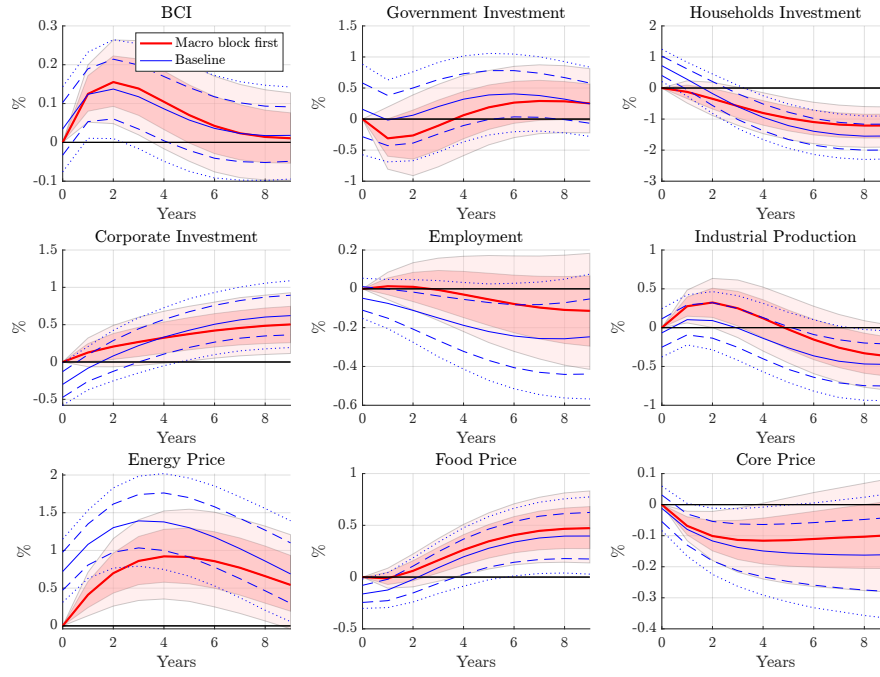 BCI
Government Investment
Households Investment
0.3
0.2
0.1
0
-0.1
%
Macro block first
Baseline
0 2 4 6 8
Years
1
0.5
0
-0.5
-1
%
0 2 4 6 8
Years
2
1
0
-1
-2
-3
%
0 2 4 6 8
Years
Corporate Investment
Employment
Industrial Production
1.5
1
0.5
0
-0.5
%
0 2 4 6 8
Years
0.2
0
-0.2
-0.4
-0.6
%
0 2 4 6 8
Years
1
0.5
0
-0.5
-1
%
0 2 4 6 8
Years
Energy Price
Food Price
Core Price
2
1.5
1
0.5
0
%
0 2 4 6 8
Years
1
0.5
0
-0.5
%
0 2 4 6 8
Years
0.1
0
-0.1
-0.2
-0.3
-0.4
%
0 2 4 6 8
Years